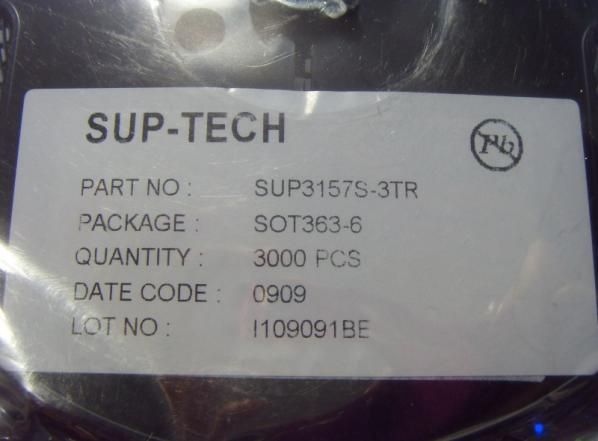 SUP-TECH
Pb
PART NO : SUP3157S-3TR
PACKAGE : SOT363-6
QUANTITY : 3000 PCS
DATE CODE : 0909
LOT NO : I109091BE